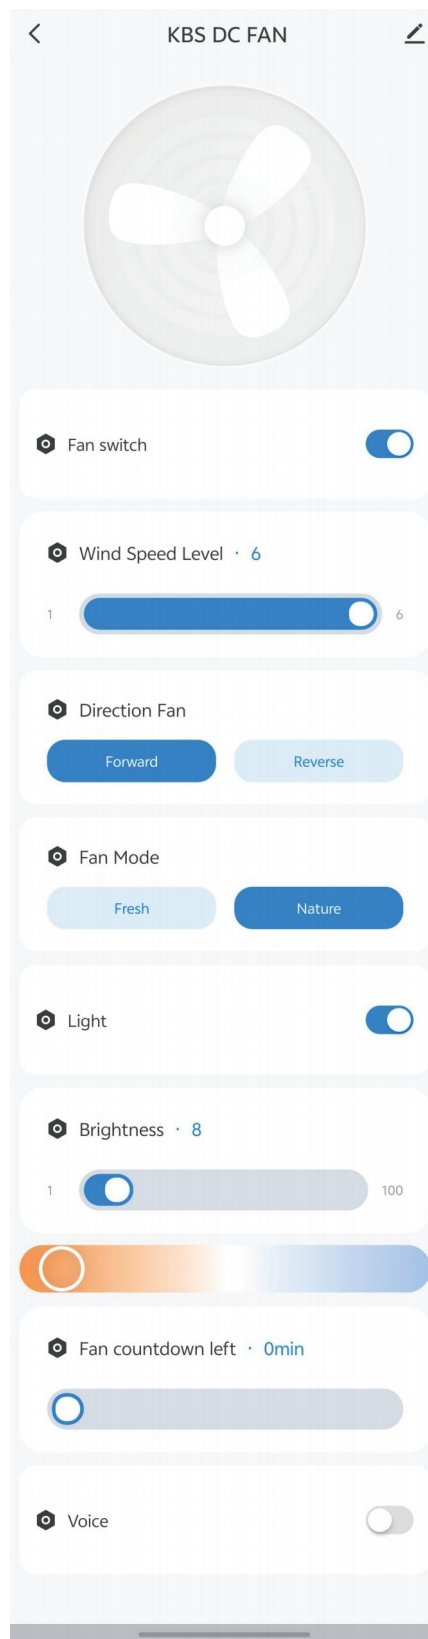 KBS DC FAN
Fan switch
Wind Speed Level · 6
1 6
Direction Fan
Forward Reverse
Fan Mode
Fresh Nature
Light
Brightness · 8
1 100
Fan countdown left · 0min
Voice